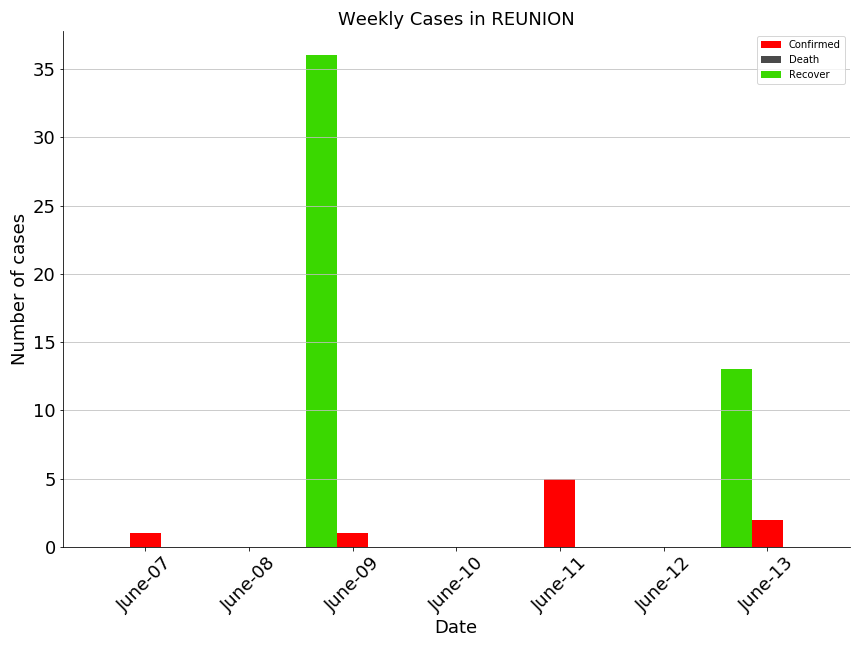 Weekly Cases in REUNION
Confirmed
Death
Recover
Number of cases
35
30
25
20
15
10
5
0
June-07
June-08
June-09
June-10
June-11
June-12
June-13
Date